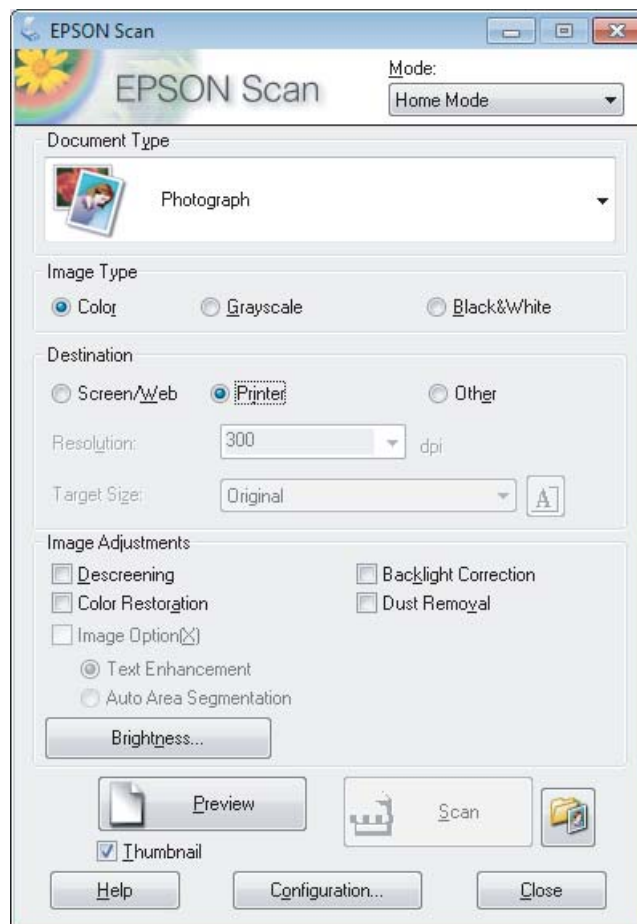 EPSON Scan
EPSON Scan
Mode:
Home Mode
Document Type
Photograph
Image Type
Color Grayscale Black&White
Destination
Screen/Web Printer Other
Resolution: 300 dpi
Target Size: Original A
Image Adjustments
Descreening Backlight Correction
Color Restoration Dust Removal
Image Option(X)
Text Enhancement
Auto Area Segmentation
Brightness...
Preview Scan
Thumbnail
Help Configuration... Close